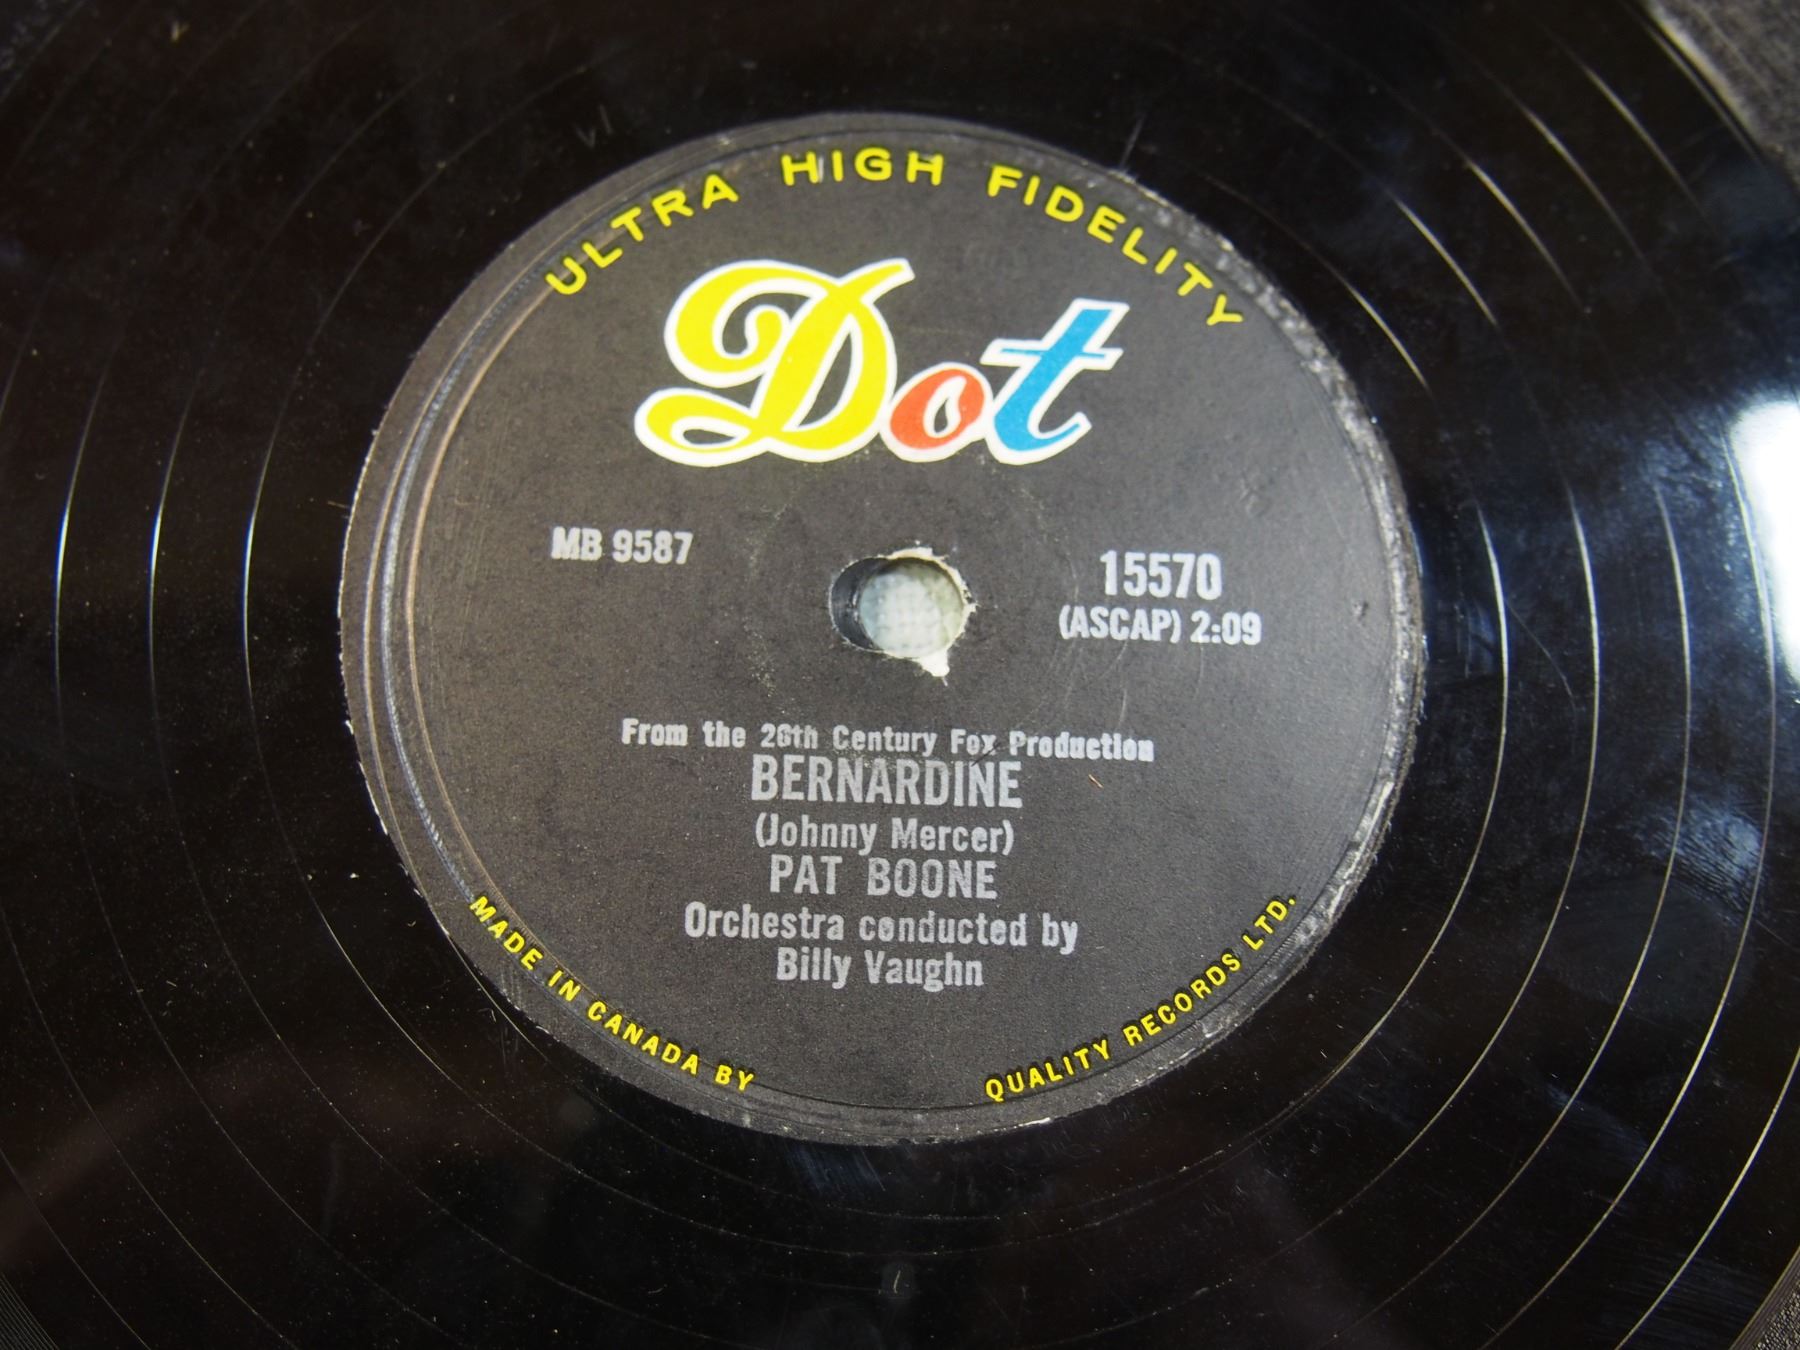 ULTRA HIGH FIDELITY
Dot
MB 9587
15570
(ASCAP) 2:09
From the 20th Century Fox Production
BERNARDINE
(Johnny Mercer)
PAT BOONE
Orchestra conducted by
Billy Vaughn
MADE IN CANADA BY
QUALITY RECORDS LTD.